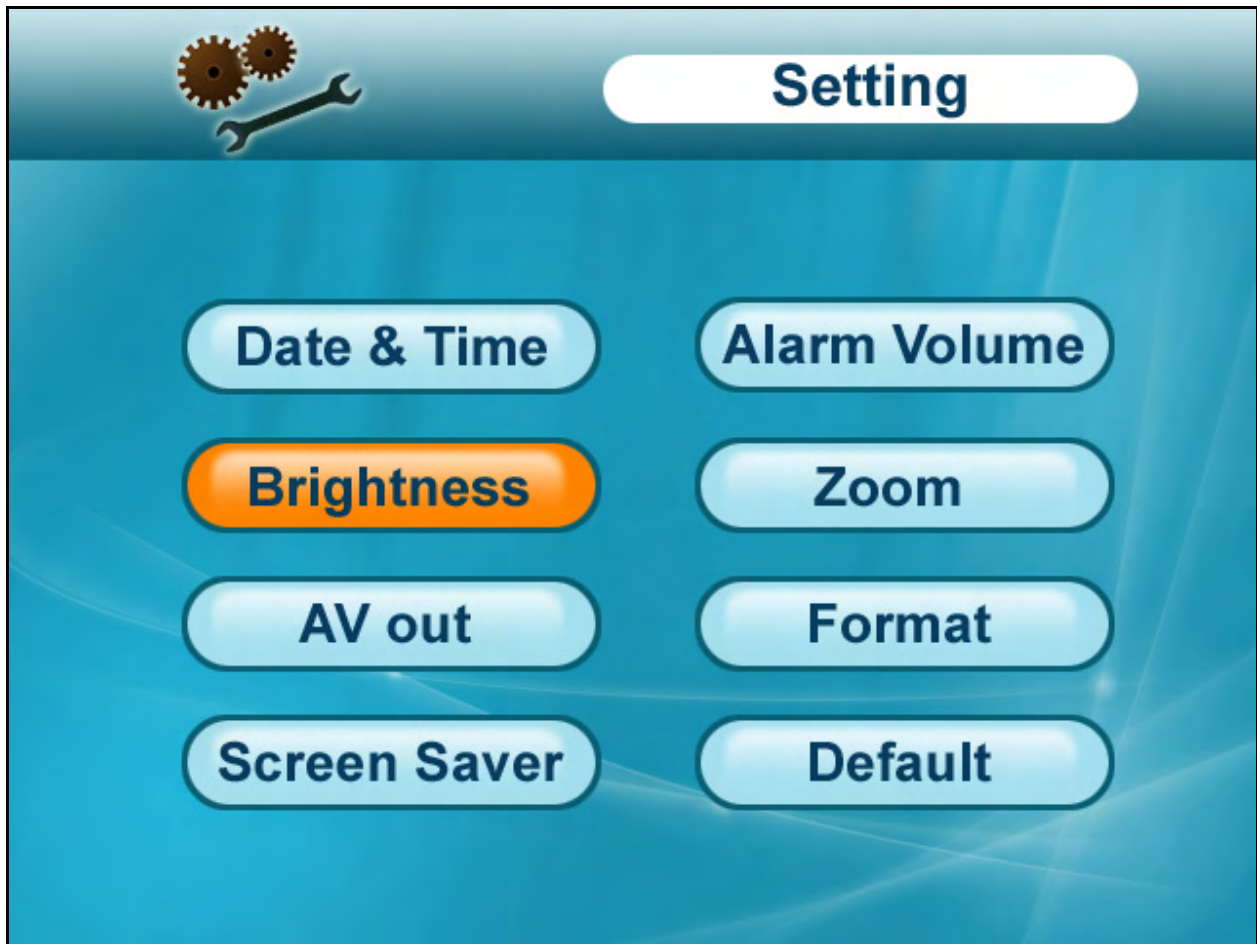 Setting
Date & Time
Alarm Volume
Brightness
Zoom
AV out
Format
Screen Saver
Default